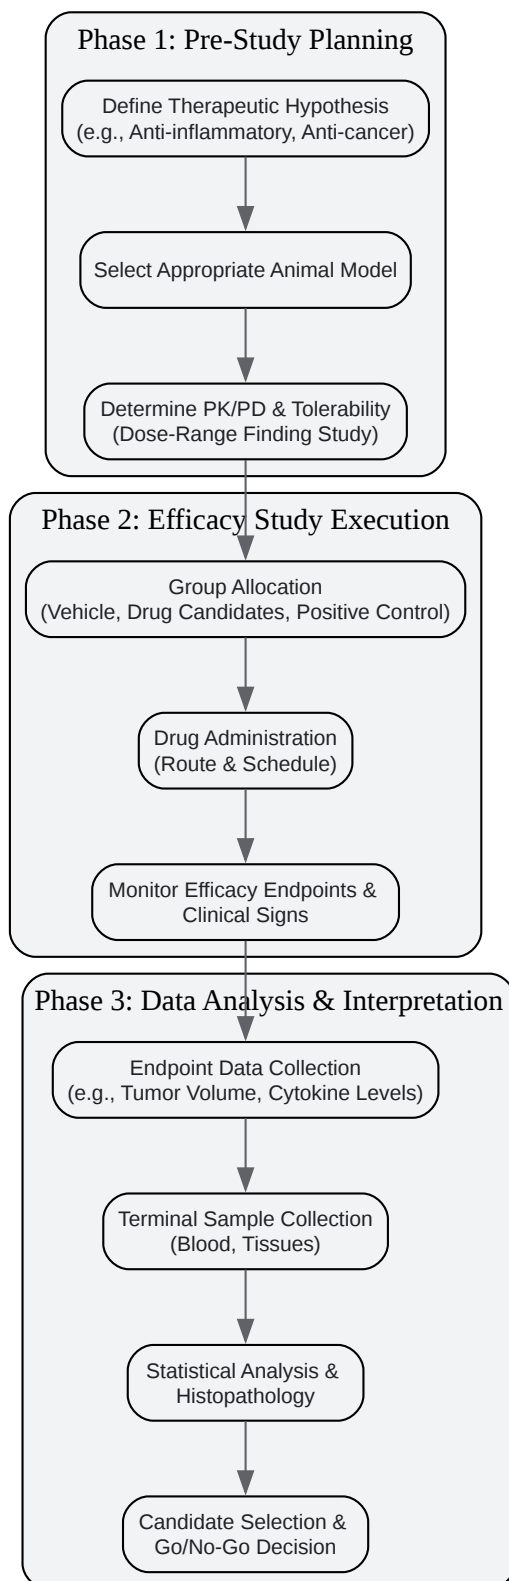 Phase 1: Pre-Study Planning
Define Therapeutic Hypothesis
(e.g., Anti-inflammatory, Anti-cancer)
Select Appropriate Animal Model
Determine PK/PD & Tolerability
(Dose-Range Finding Study)
Phase 2: Efficacy Study Execution
Group Allocation
(Vehicle, Drug Candidates, Positive Control)
Drug Administration
(Route & Schedule)
Monitor Efficacy Endpoints &
Clinical Signs
Phase 3: Data Analysis & Interpretation
Endpoint Data Collection
(e.g., Tumor Volume, Cytokine Levels)
Terminal Sample Collection
(Blood, Tissues)
Statistical Analysis &
Histopathology
Candidate Selection &
Go/No-Go Decision